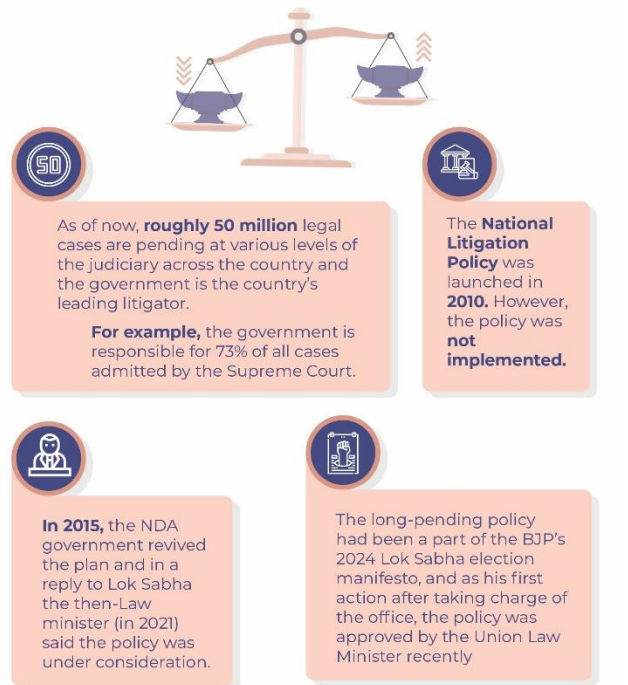 50
As of now, roughly 50 million legal
cases are pending at various levels of
the judiciary across the country and
the government is the country's
leading litigator.
For example, the government is
responsible for 73% of all cases
admitted by the Supreme Court.
The National
Litigation
Policy was
launched in
2010. However,
the policy was
not
implemented.
In 2015, the NDA
government revived
the plan and in a
reply to Lok Sabha
the then-Law
minister (in 2021)
said the policy was
under consideration.
The long-pending policy
had been a part of the BJP's
2024 Lok Sabha election
manifesto, and as his first
action after taking charge of
the office, the policy was
approved by the Union Law
Minister recently